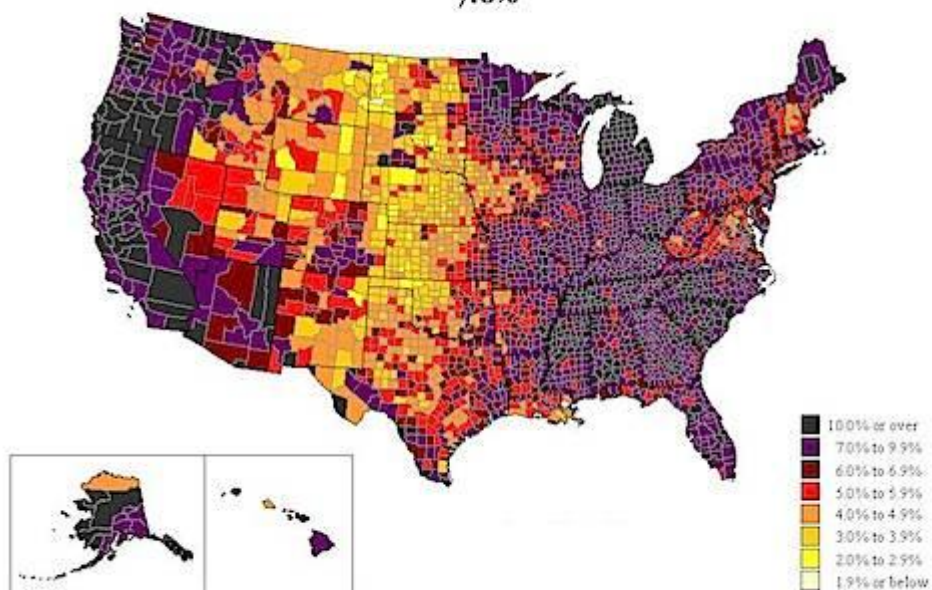 10.0% or over
7.0% to 9.9%
6.0% to 6.9%
5.0% to 5.9%
4.0% to 4.9%
3.0% to 3.9%
2.0% to 2.9%
1.9% or below